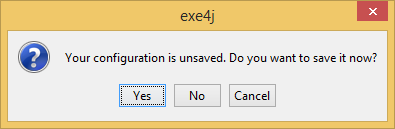 exe4j
Your configuration is unsaved. Do you want to save it now?
Yes No Cancel